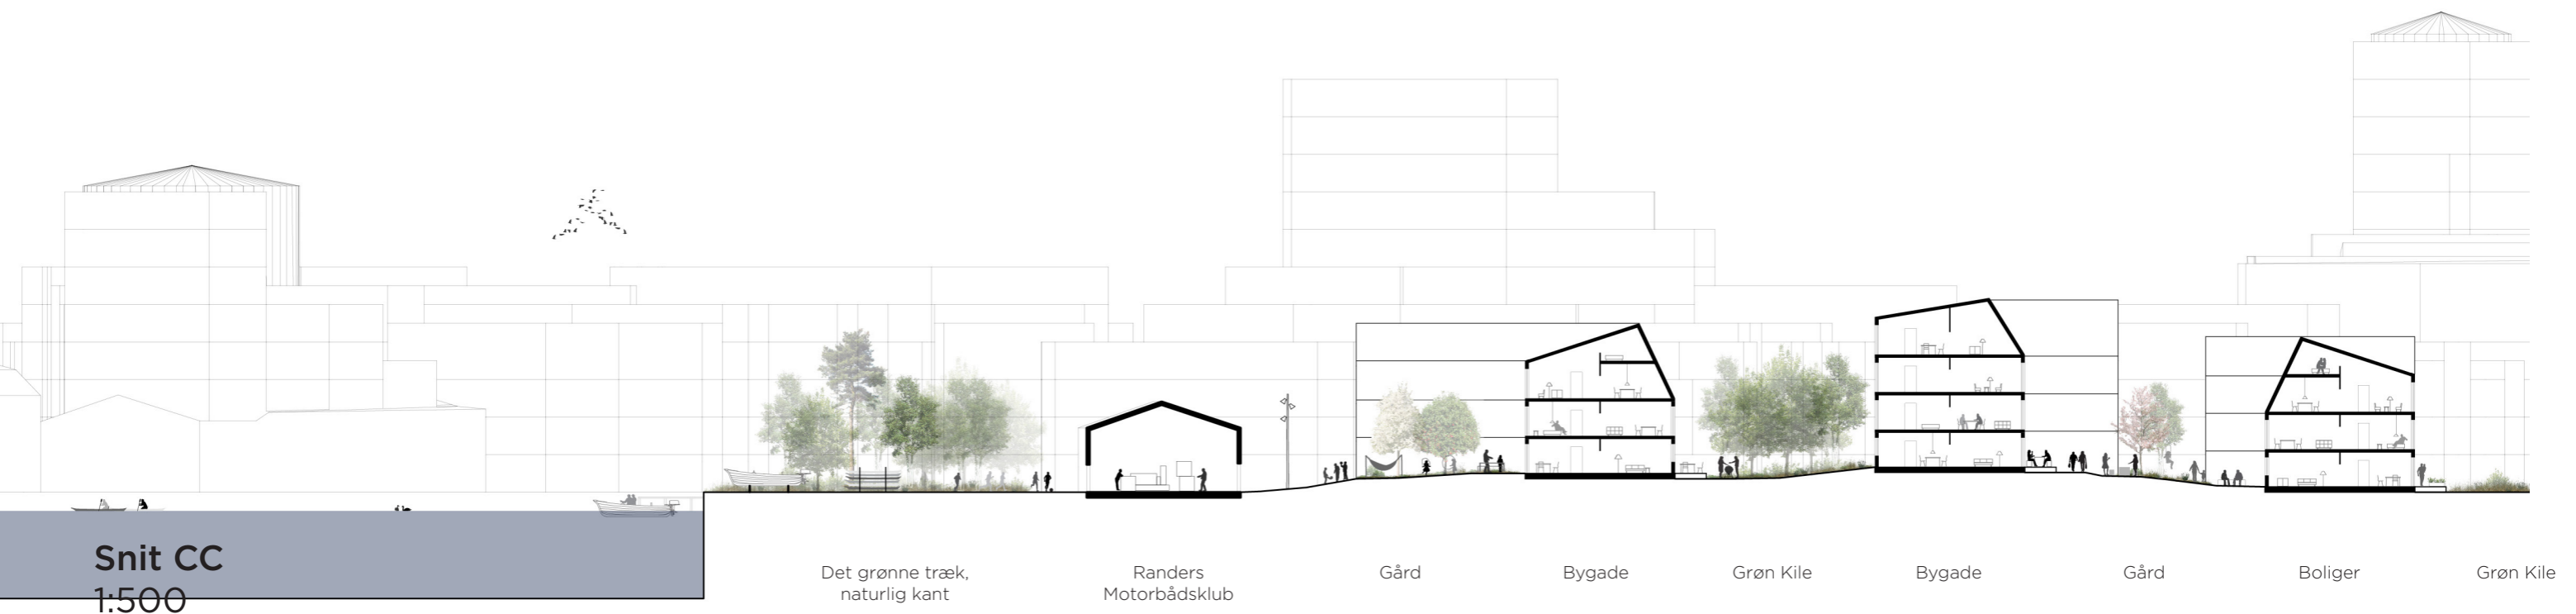 Snit CC
1:500
Det grønne træk,
naturlig kant
Randers
Motorbådsklub
Gård
Bygade
Grøn Kile
Bygade
Gård
Boliger
Grøn Kile